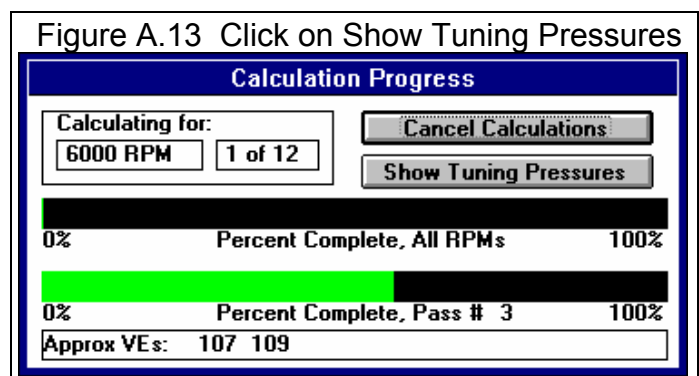 Figure A.13 Click on Show Tuning Pressures
Calculation Progress
Calculating for:
6000 RPM 1 of 12
Cancel Calculations
Show Tuning Pressures
0% Percent Complete, All RPMs 100%
0% Percent Complete, Pass # 3 100%
Approx VEs: 107 109